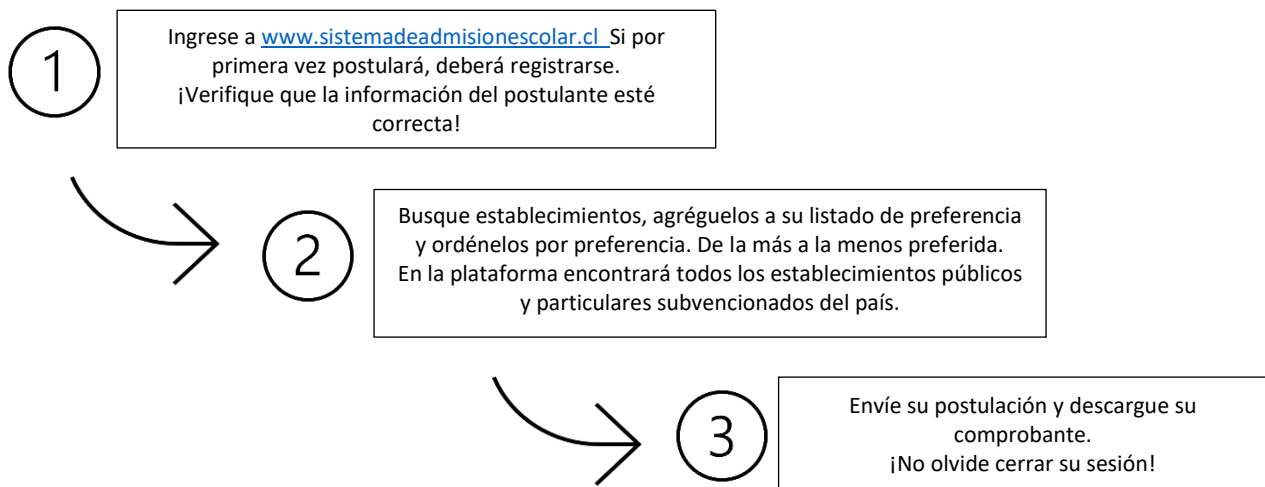 1
Ingrese a www.sistemadeadmisionescolar.cl Si por
primera vez postulará, deberá registrarse.
¡Verifique que la información del postulante esté
correcta!
2
Busque establecimientos, agréguelos a su listado de preferencia
y ordénelos por preferencia. De la más a la menos preferida.
En la plataforma encontrará todos los establecimientos públicos
y particulares subvencionados del país.
3
Envíe su postulación y descargue su
comprobante.
¡No olvide cerrar su sesión!